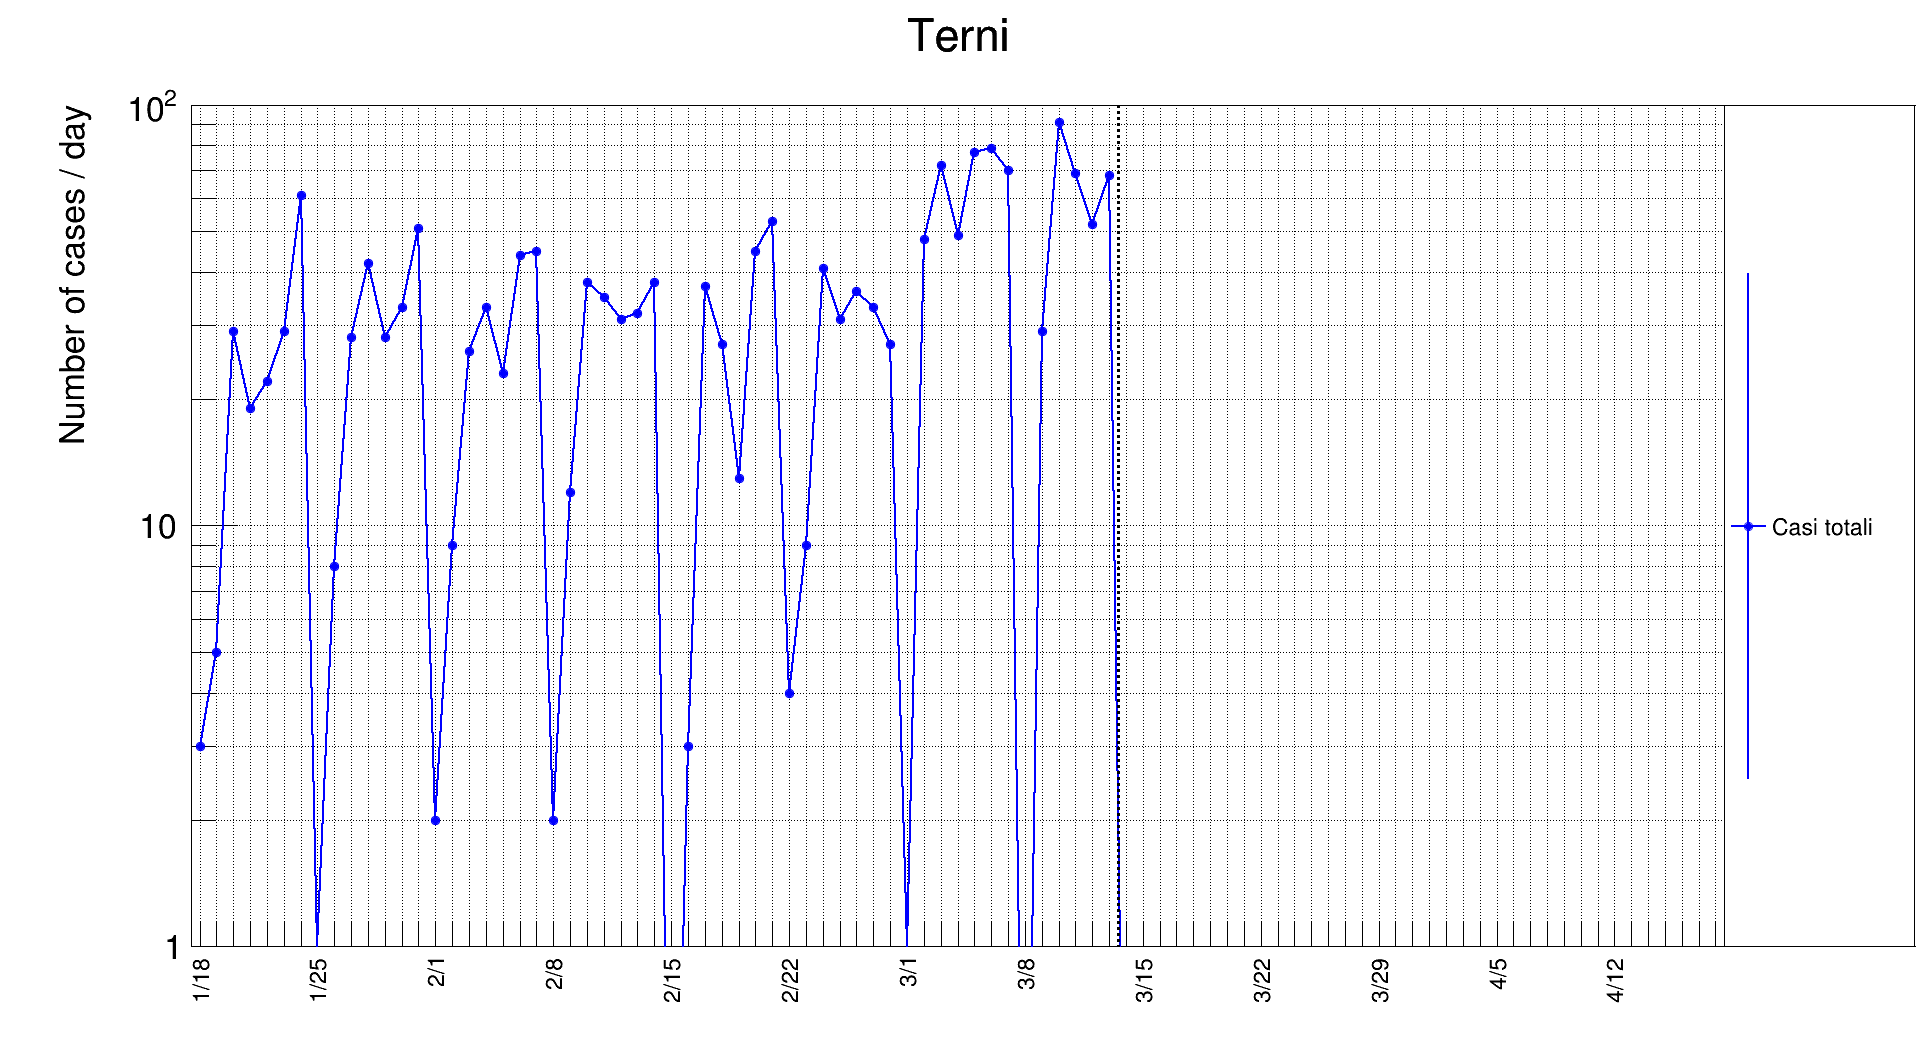 Terni
Number of cases / day
10²
10
1
1/18 1/25 2/1 2/8 2/15 2/22 3/1 3/8 3/15 3/22 3/29 4/5 4/12
Casi totali